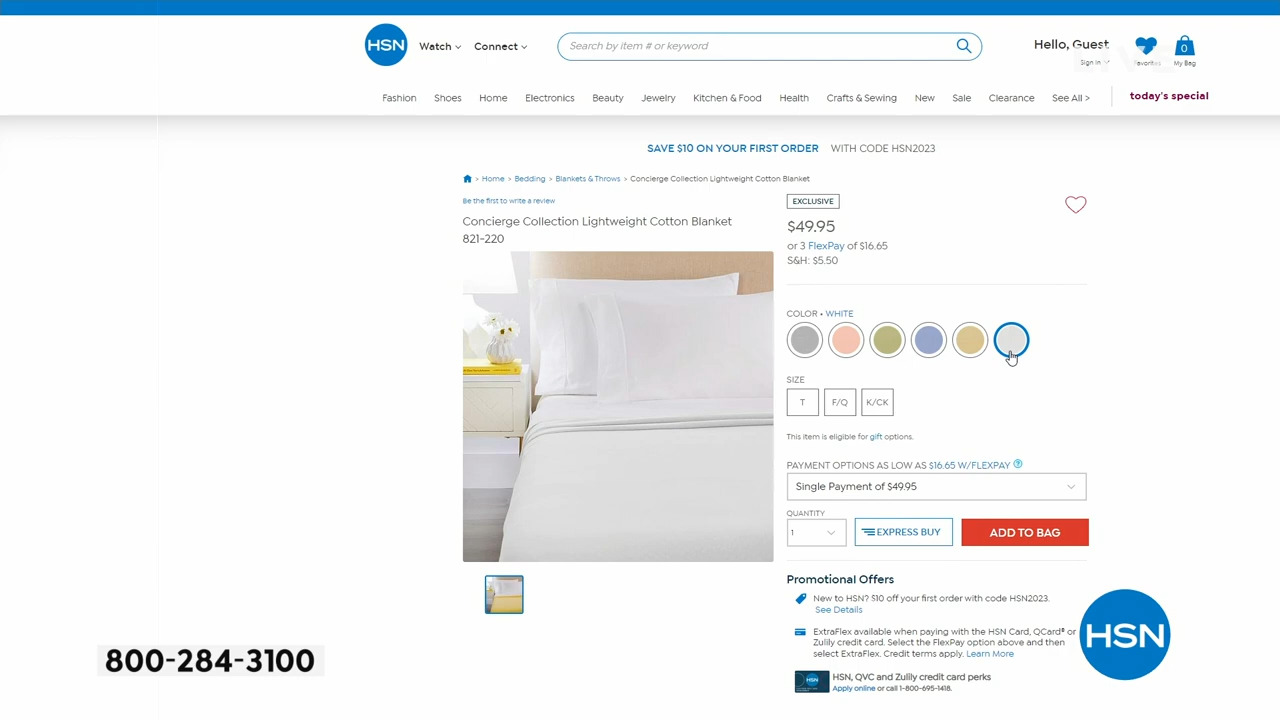 HSN
Watch
Connect
Search by item # or keyword
Hello, Guest
Sign In
Favorites
0
My Bag
Fashion Shoes Home Electronics Beauty Jewelry Kitchen & Food Health Crafts & Sewing New Sale Clearance See All > today's special
SAVE $10 ON YOUR FIRST ORDER WITH CODE HSN2023
> Home > Bedding > Blankets & Throws > Concierge Collection Lightweight Cotton Blanket
Be the first to write a review
Concierge Collection Lightweight Cotton Blanket
821-220
EXCLUSIVE
$49.95
or 3 FlexPay of $16.65
S&H: $5.50
COLOR • WHITE
SIZE
T F/Q K/CK
This item is eligible for gift options.
PAYMENT OPTIONS AS LOW AS $16.65 W/FLEXPAY ?
Single Payment of $49.95
QUANTITY
1
EXPRESS BUY
ADD TO BAG
Promotional Offers
New to HSN? $10 off your first order with code HSN2023.
See Details
ExtraFlex available when paying with the HSN Card, QCard® or
Zulily credit card. Select the FlexPay option above and then
select ExtraFlex. Credit terms apply. Learn More
HSN
HSN, QVC and Zulily credit card perks
Apply online or call 1-800-695-1418.
800-284-3100
HSN